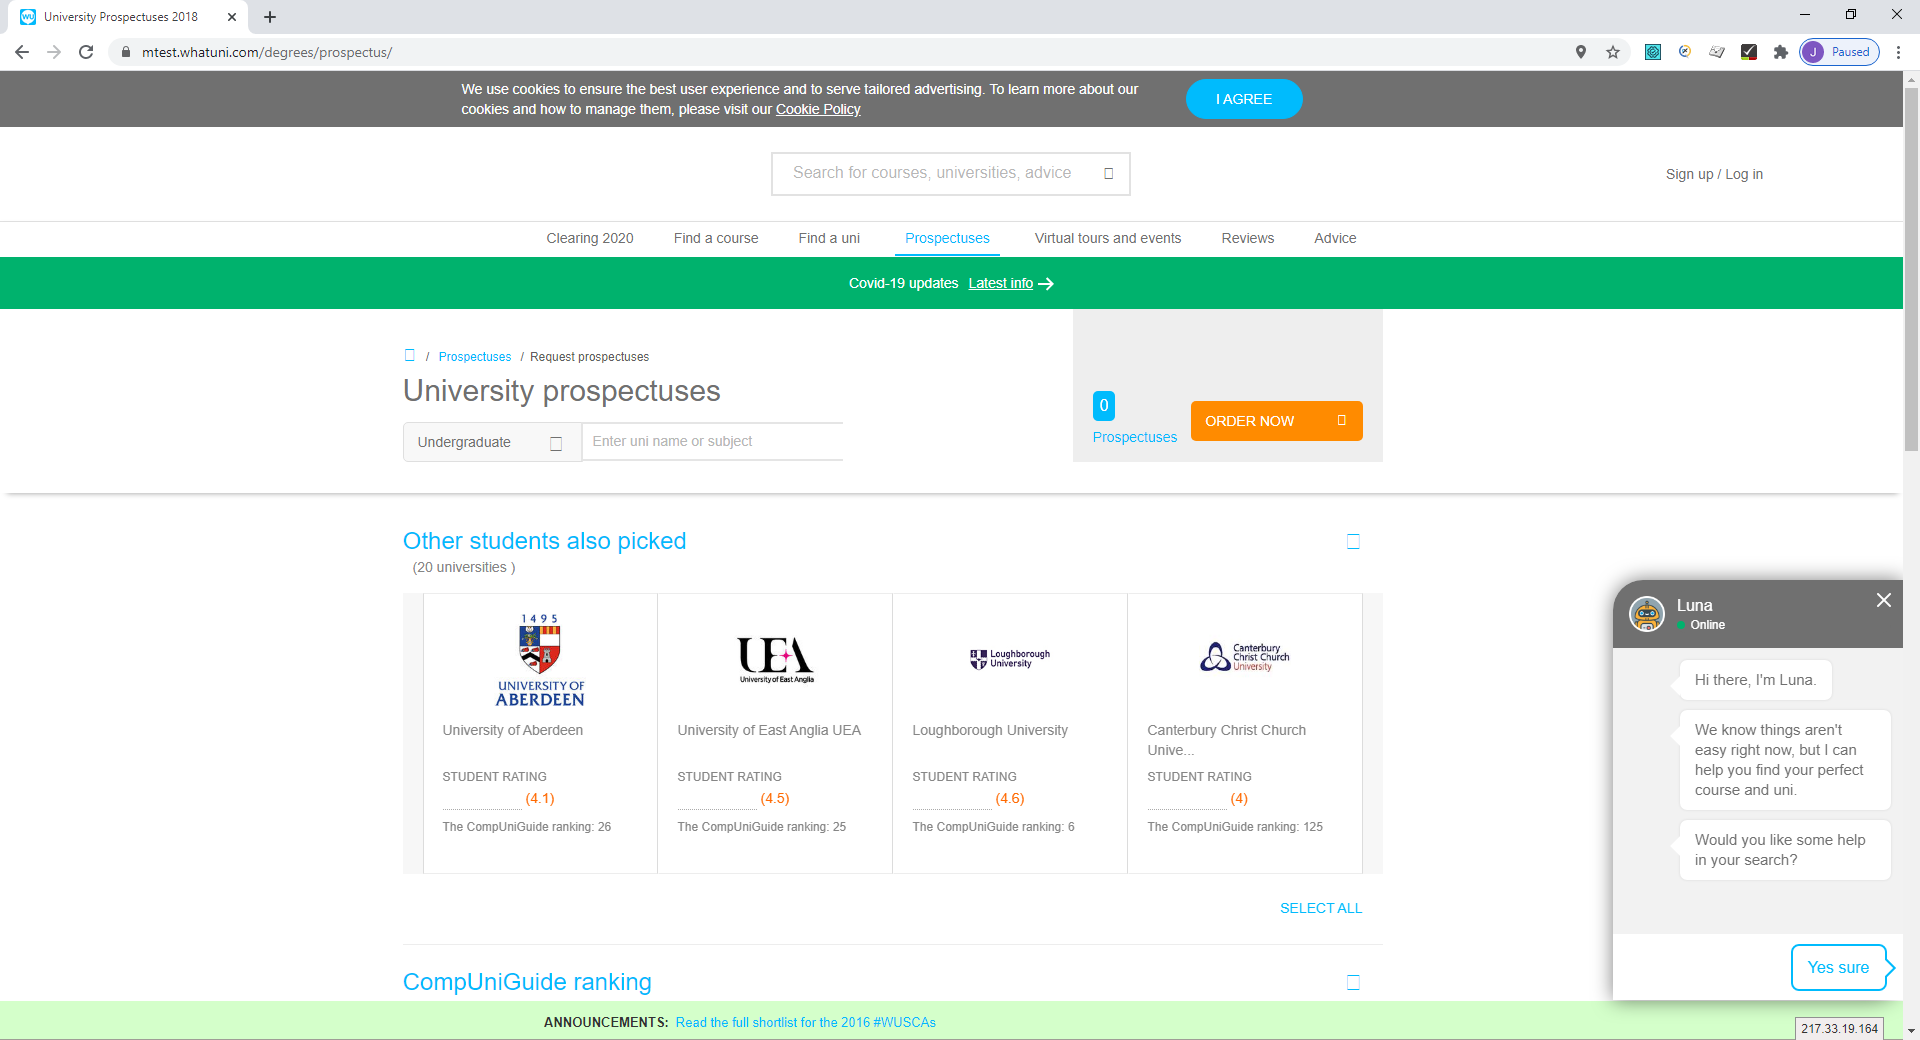 University Prospectuses 2018
mtest.whatuni.com/degrees/prospectus/
J Paused
We use cookies to ensure the best user experience and to serve tailored advertising. To learn more about our
cookies and how to manage them, please visit our Cookie Policy
I AGREE
Search for courses, universities, advice
Sign up / Log in
Clearing 2020 Find a course Find a uni Prospectuses Virtual tours and events Reviews Advice
Covid-19 updates Latest info
/ Prospectuses / Request prospectuses
University prospectuses
Undergraduate Enter uni name or subject
0
Prospectuses
ORDER NOW
Other students also picked
(20 universities )
1495
UNIVERSITY OF
ABERDEEN
UEA
University of East Anglia
Loughborough
University
Canterbury
Christ Church
University
University of Aberdeen
University of East Anglia UEA
Loughborough University
Canterbury Christ Church
Unive...
STUDENT RATING STUDENT RATING STUDENT RATING STUDENT RATING
(4.1) (4.5) (4.6) (4)
The CompUniGuide ranking: 26 The CompUniGuide ranking: 25 The CompUniGuide ranking: 6 The CompUniGuide ranking: 125
SELECT ALL
CompUniGuide ranking
Luna
Online
Hi there, I'm Luna.
We know things aren't
easy right now, but I can
help you find your perfect
course and uni.
Would you like some help
in your search?
Yes sure
ANNOUNCEMENTS: Read the full shortlist for the 2016 #WUSCAs
217.33.19.164